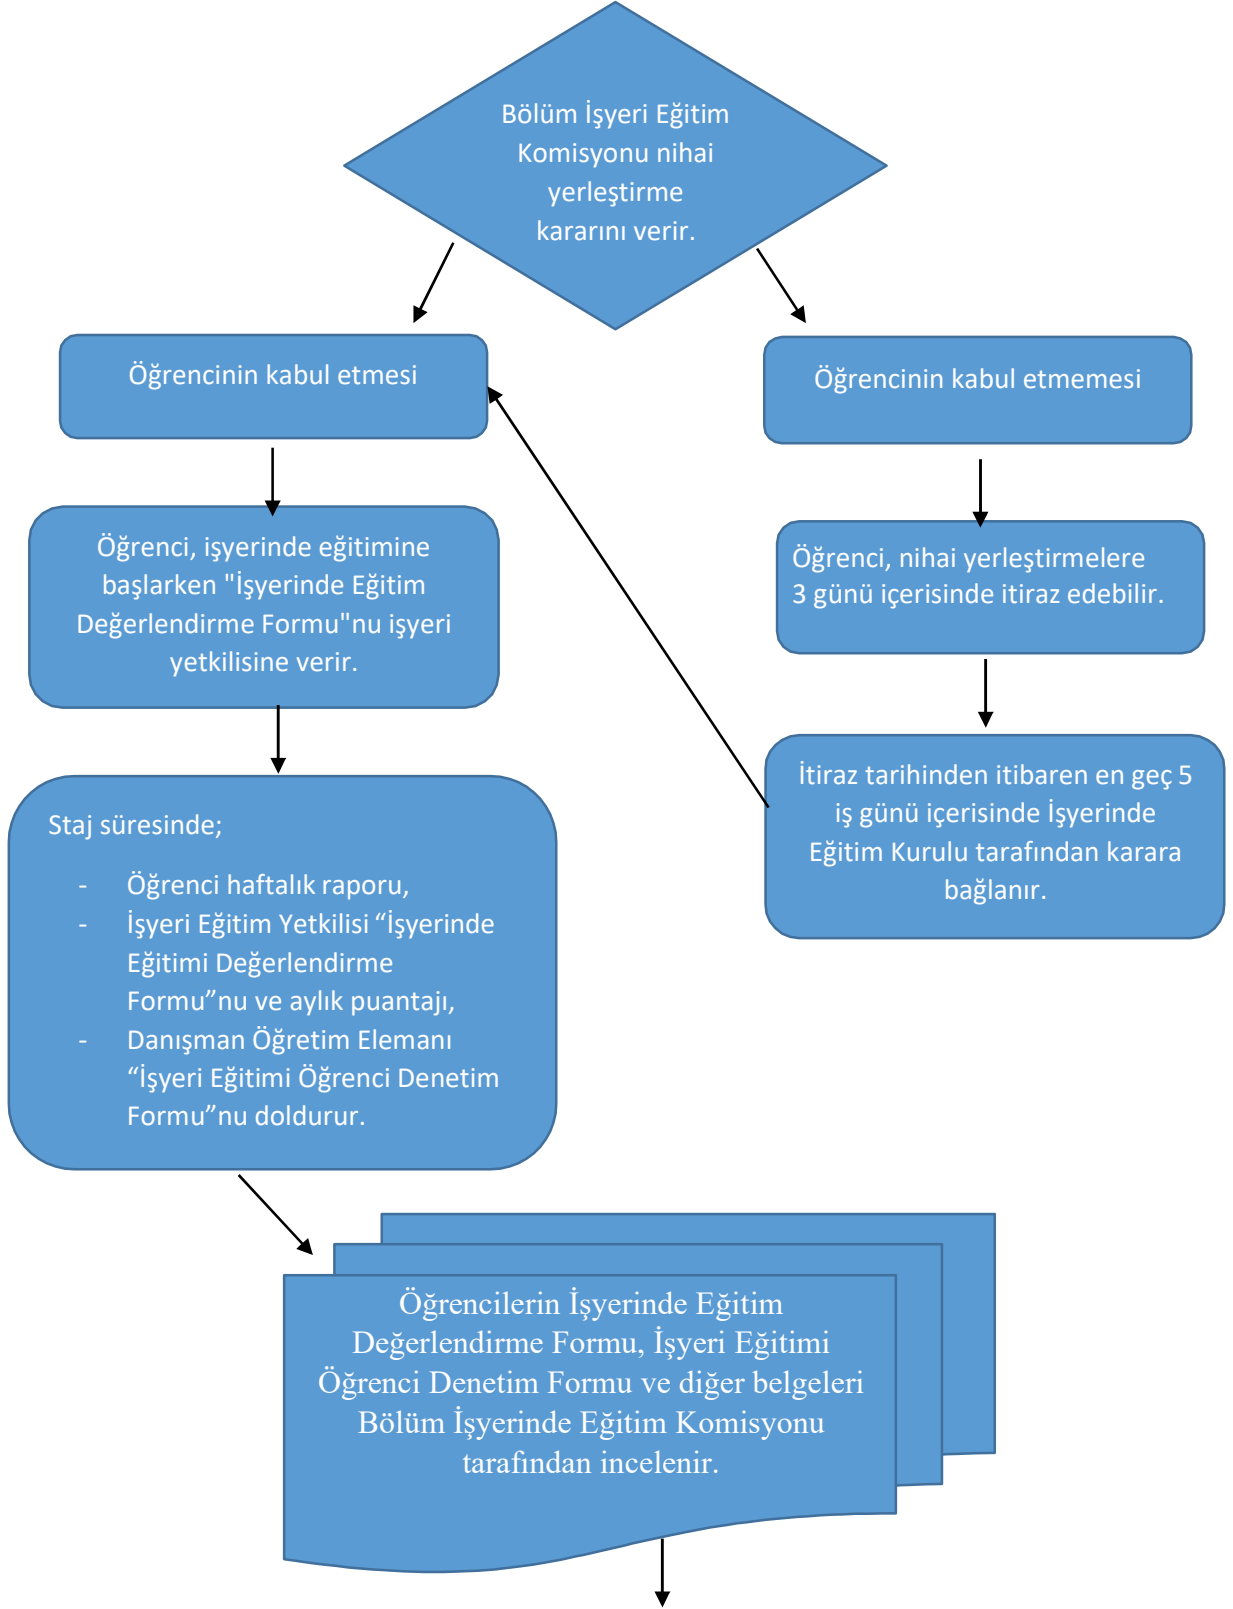 Bölüm İşyeri Eğitim
Komisyonu nihai
yerleştirme
kararını verir.
Öğrencinin kabul etmesi
Öğrencinin kabul etmemesi
Öğrenci, işyerinde eğitimine
başlarken "İşyerinde Eğitim
Değerlendirme Formu"nu işyeri
yetkilisine verir.
Öğrenci, nihai yerleştirmelere
3 günü içerisinde itiraz edebilir.
İtiraz tarihinden itibaren en geç 5
iş günü içerisinde İşyerinde
Eğitim Kurulu tarafından karara
bağlanır.
Staj süresinde;
- Öğrenci haftalık raporu,
- İşyeri Eğitim Yetkilisi “İşyerinde
Eğitimi Değerlendirme
Formu”nu ve aylık puantajı,
- Danışman Öğretim Elemanı
“İşyeri Eğitimi Öğrenci Denetim
Formu”nu doldurur.
Öğrencilerin İşyerinde Eğitim
Değerlendirme Formu, İşyeri Eğitimi
Öğrenci Denetim Formu ve diğer belgeleri
Bölüm İşyerinde Eğitim Komisyonu
tarafından incelenir.